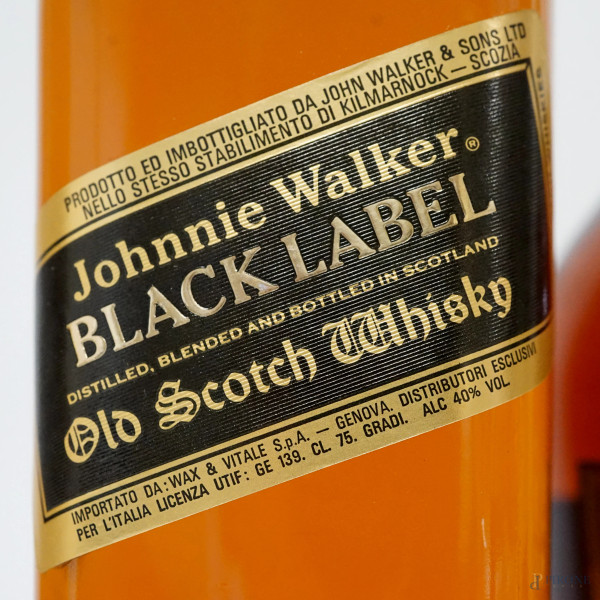 PRODOTTO ED IMBOTTIGLIATO DA JOHN WALKER & SONS LTD
NELLO STESSO STABILIMENTO DI KILMARNOCK — SCOZIA
Johnnie Walker®
BLACK LABEL
DISTILLED, BLENDED AND BOTTLED IN SCOTLAND
Old Scotch Whisky
IMPORTATO DA: WAX & VITALE S.p.A. — GENOVA. DISTRIBUTORI ESCLUSIVI
PER L'ITALIA LICENZA UTIF: GE 139. CL 75. GRADI. ALC 40% VOL